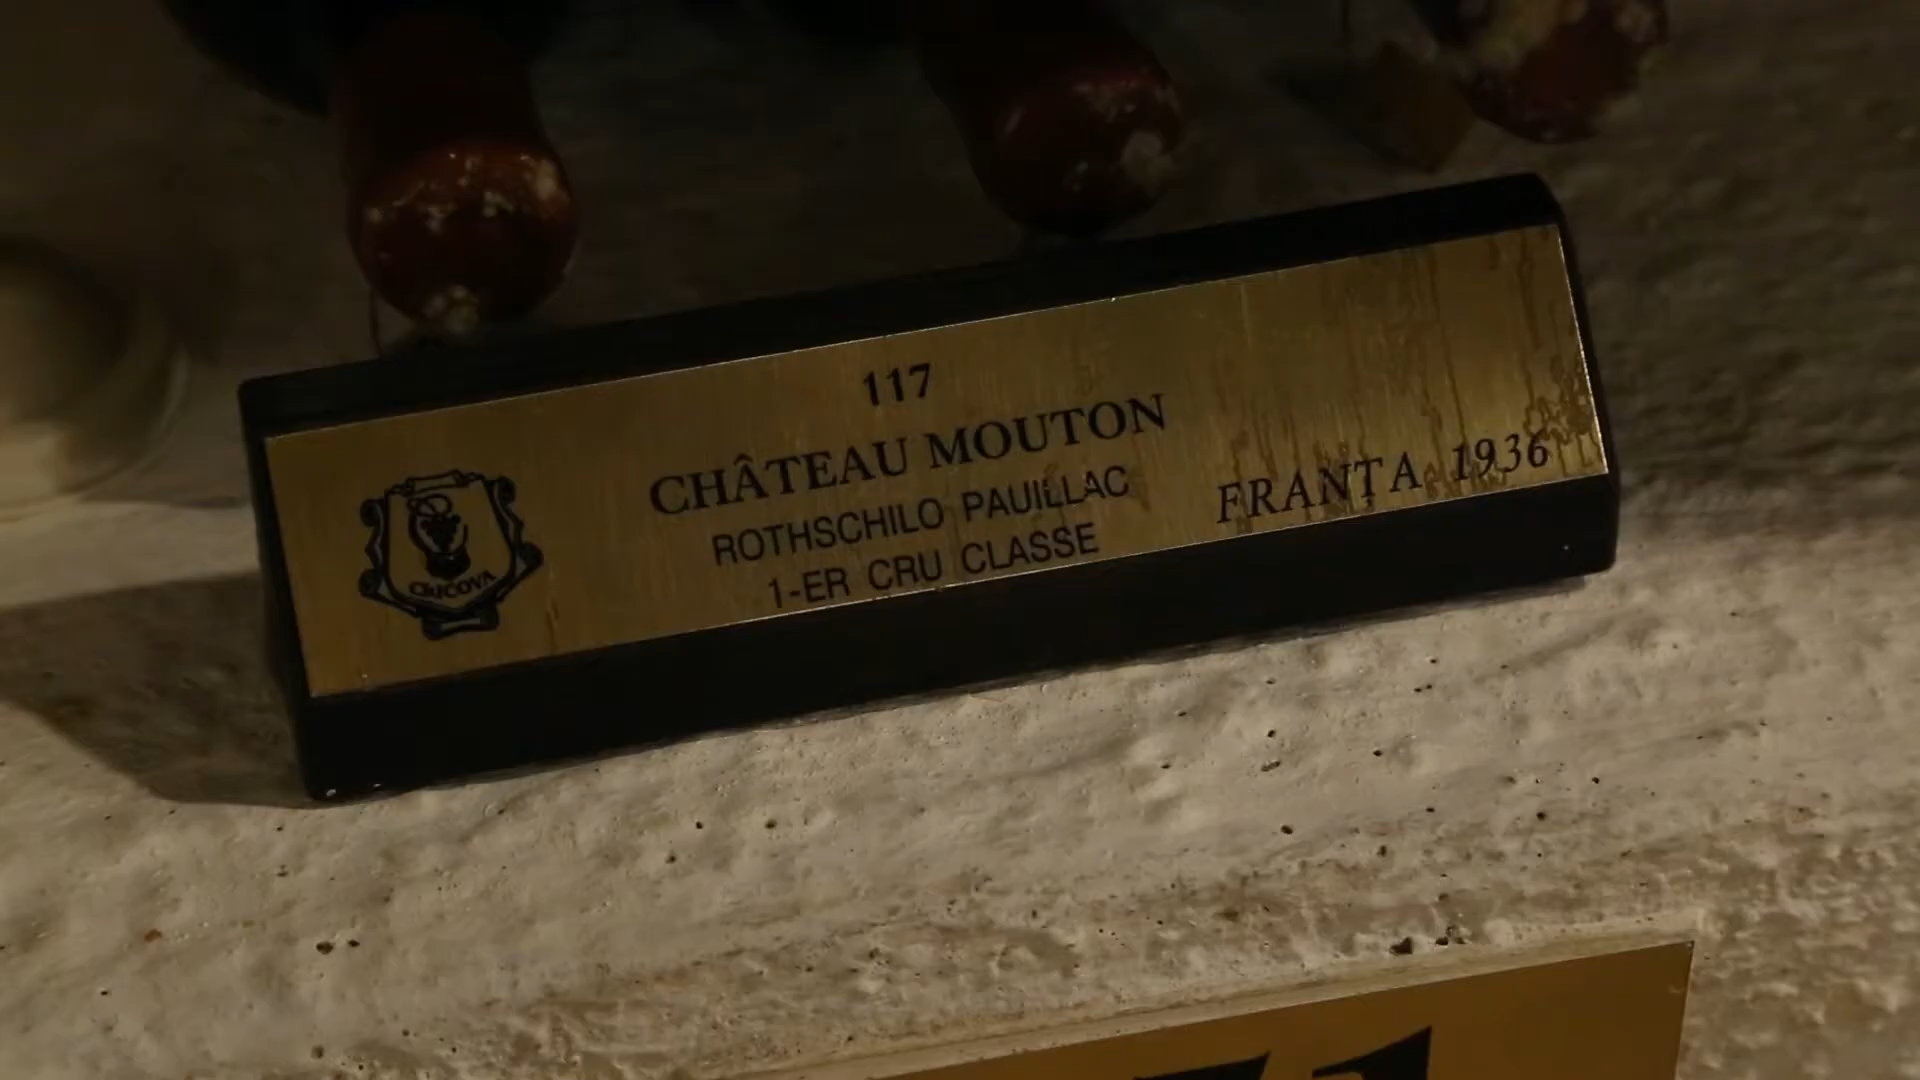 117
CHÂTEAU MOUTON
ROTHSCHILO PAUILLAC
1-ER CRU CLASSE
FRANTA 1936
CRICOVA